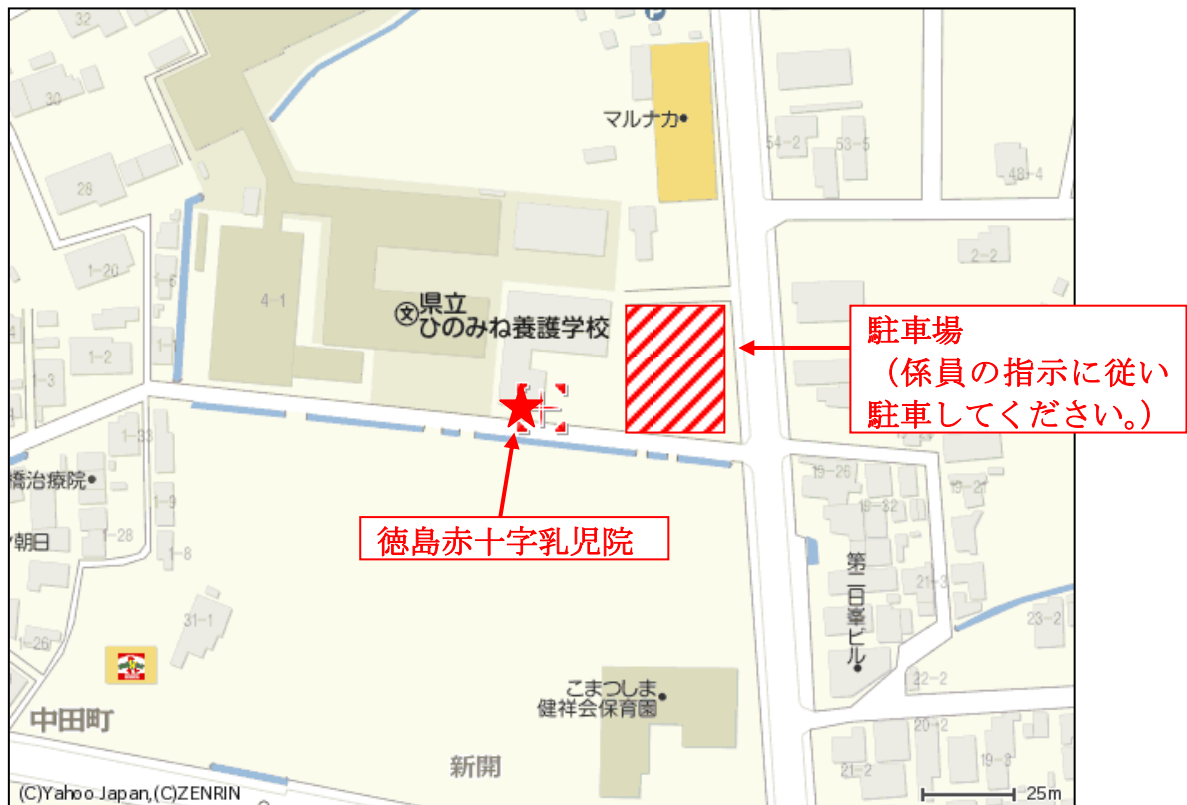 32
30
マルナカ
54-2
53-5
48-4
28
2-2
1-20
1-6
4-1
県立
ひのみね養護学校
駐車場
（係員の指示に従い
駐車してください。）
1-2
1-3
1-33
19-26
19-21
19-32
橋治療院
1-9
朝日
1-28
1-8
徳島赤十字乳児院
第二日峯ビル
21-3
31-1
23-2
1-26
22-2
こまつしま
健祥会保育園
中田町
20-2
新開
21-2
19-3
(C)Yahoo Japan,(C)ZENRIN
25m